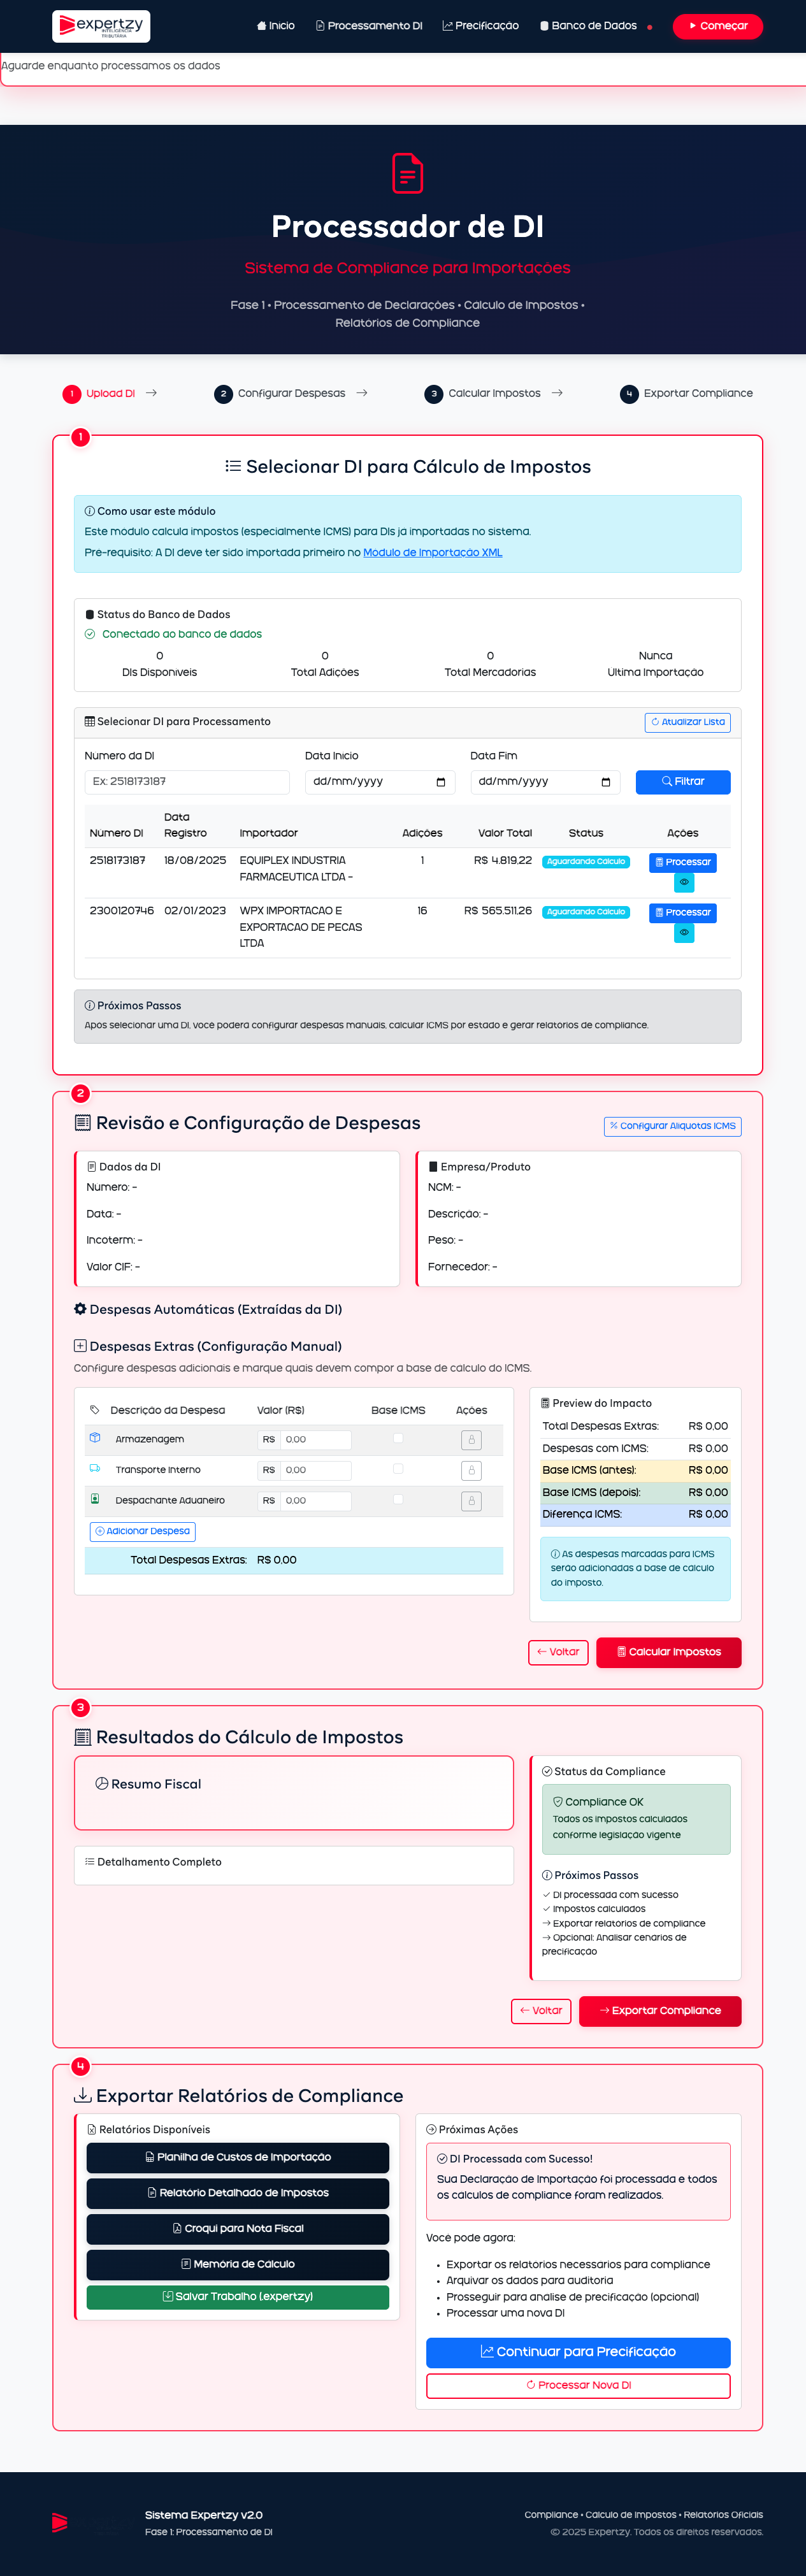 expertzy
INTELIGÊNCIA
TRIBUTÁRIA
Início
Processamento DI
Precificação
Banco de Dados
Começar
Aguarde enquanto processamos os dados
Processador de DI
Sistema de Compliance para Importações
Fase 1 • Processamento de Declarações • Cálculo de Impostos •
Relatórios de Compliance
1 Upload DI
2 Configurar Despesas
3 Calcular Impostos
4 Exportar Compliance
1
Selecionar DI para Cálculo de Impostos
Como usar este módulo
Este módulo calcula impostos (especialmente ICMS) para DIs já importadas no sistema.
Pré-requisito: A DI deve ter sido importada primeiro no Módulo de Importação XML
Status do Banco de Dados
Conectado ao banco de dados
0 0 0 Nunca
DIs Disponíveis Total Adições Total Mercadorias Última Importação
Selecionar DI para Processamento
Atualizar Lista
Número da DI Data Início Data Fim
Ex: 2518173187 dd/mm/yyyy dd/mm/yyyy Filtrar
Data
Número DI Registro Importador Adições Valor Total Status Ações
2518173187 18/08/2025 EQUIPLEX INDUSTRIA 1 R$ 4.819,22 Aguardando Cálculo Processar
FARMACEUTICA LTDA -
2300120746 02/01/2023 WPX IMPORTACAO E 16 R$ 565.511,26 Aguardando Cálculo Processar
EXPORTACAO DE PECAS
LTDA
Próximos Passos
Após selecionar uma DI, você poderá configurar despesas manuais, calcular ICMS por estado e gerar relatórios de compliance.
2
Revisão e Configuração de Despesas
Configurar Alíquotas ICMS
Dados da DI
Número: -
Data: -
Incoterm: -
Valor CIF: -
Empresa/Produto
NCM: -
Descrição: -
Peso: -
Fornecedor: -
Despesas Automáticas (Extraídas da DI)
Despesas Extras (Configuração Manual)
Configure despesas adicionais e marque quais devem compor a base de cálculo do ICMS.
Descrição da Despesa Valor (R$) Base ICMS Ações
Armazenagem R$ 0,00
Transporte Interno R$ 0,00
Despachante Aduaneiro R$ 0,00
Adicionar Despesa
Total Despesas Extras: R$ 0,00
Preview do Impacto
Total Despesas Extras: R$ 0,00
Despesas com ICMS: R$ 0,00
Base ICMS (antes): R$ 0,00
Base ICMS (depois): R$ 0,00
Diferença ICMS: R$ 0,00
As despesas marcadas para ICMS
serão adicionadas à base de cálculo
do imposto.
Voltar
Calcular Impostos
3
Resultados do Cálculo de Impostos
Resumo Fiscal
Detalhamento Completo
Status da Compliance
Compliance OK
Todos os impostos calculados
conforme legislação vigente
Próximos Passos
DI processada com sucesso
Impostos calculados
Exportar relatórios de compliance
Opcional: Analisar cenários de
precificação
Voltar
Exportar Compliance
4
Exportar Relatórios de Compliance
Relatórios Disponíveis
Planilha de Custos de Importação
Relatório Detalhado de Impostos
Croqui para Nota Fiscal
Memória de Cálculo
Salvar Trabalho (.expertzy)
Próximas Ações
DI Processada com Sucesso!
Sua Declaração de Importação foi processada e todos
os cálculos de compliance foram realizados.
Você pode agora:
• Exportar os relatórios necessários para compliance
• Arquivar os dados para auditoria
• Prosseguir para análise de precificação (opcional)
• Processar uma nova DI
Continuar para Precificação
Processar Nova DI
Sistema Expertzy v2.0
Fase 1: Processamento de DI
Compliance • Cálculo de Impostos • Relatórios Oficiais
© 2025 Expertzy. Todos os direitos reservados.